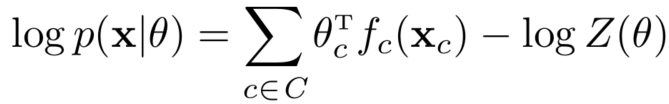 log p(x|θ) = ∑_{c∈C} θ_c^T f_c(x_c) − log Z(θ)